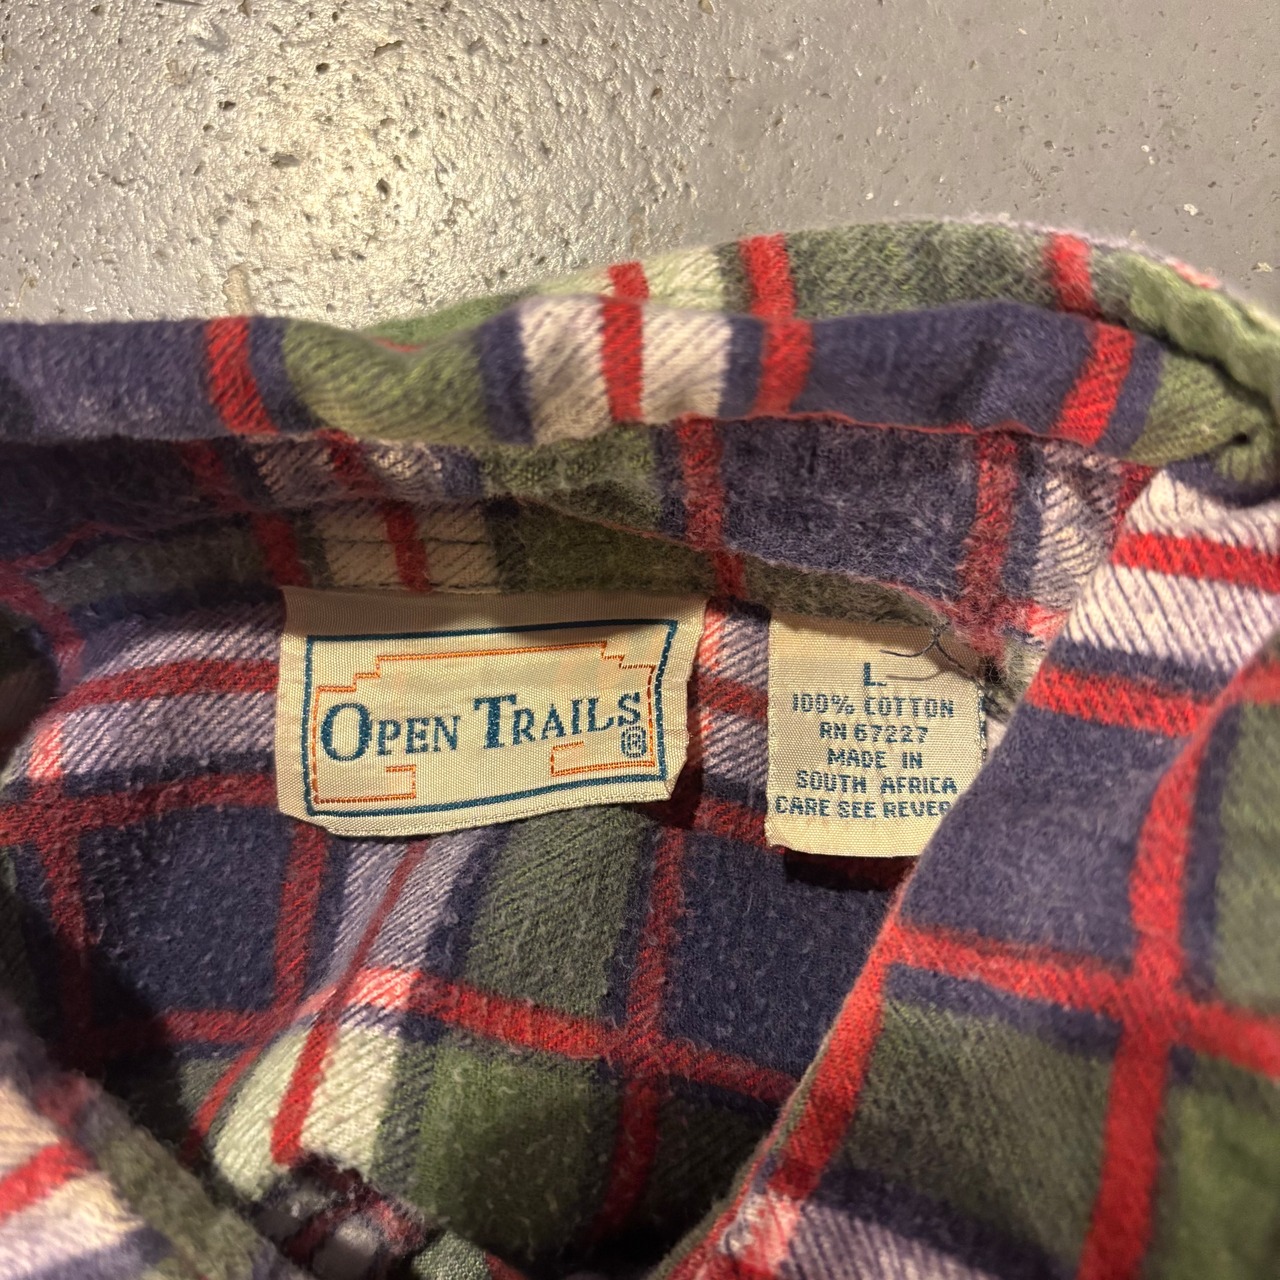 OPEN TRAILS®
L.
100% COTTON
RN 67227
MADE IN
SOUTH AFRICA
CARE SEE REVER